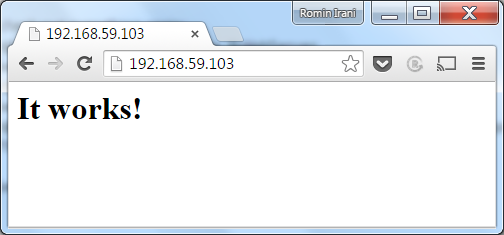 Romin Irani
192.168.59.103
192.168.59.103
It works!